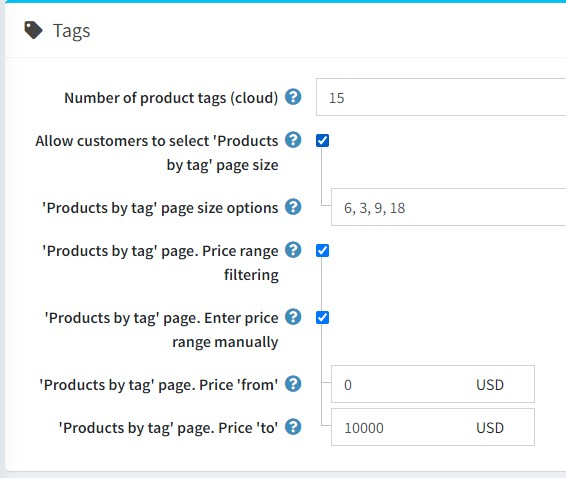 Tags
Number of product tags (cloud) ? 15
Allow customers to select 'Products ?
by tag' page size
'Products by tag' page size options ? 6, 3, 9, 18
'Products by tag' page. Price range ?
filtering
'Products by tag' page. Enter price ?
range manually
'Products by tag' page. Price 'from' ? 0 USD
'Products by tag' page. Price 'to' ? 10000 USD